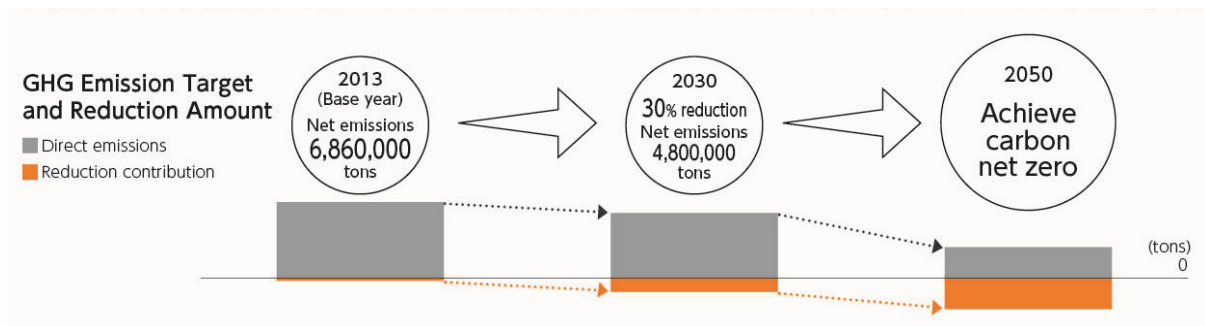 GHG Emission Target
and Reduction Amount
Direct emissions
Reduction contribution
2013
(Base year)
Net emissions
6,860,000
tons
2030
30% reduction
Net emissions
4,800,000
tons
2050
Achieve
carbon
net zero
(tons)
0